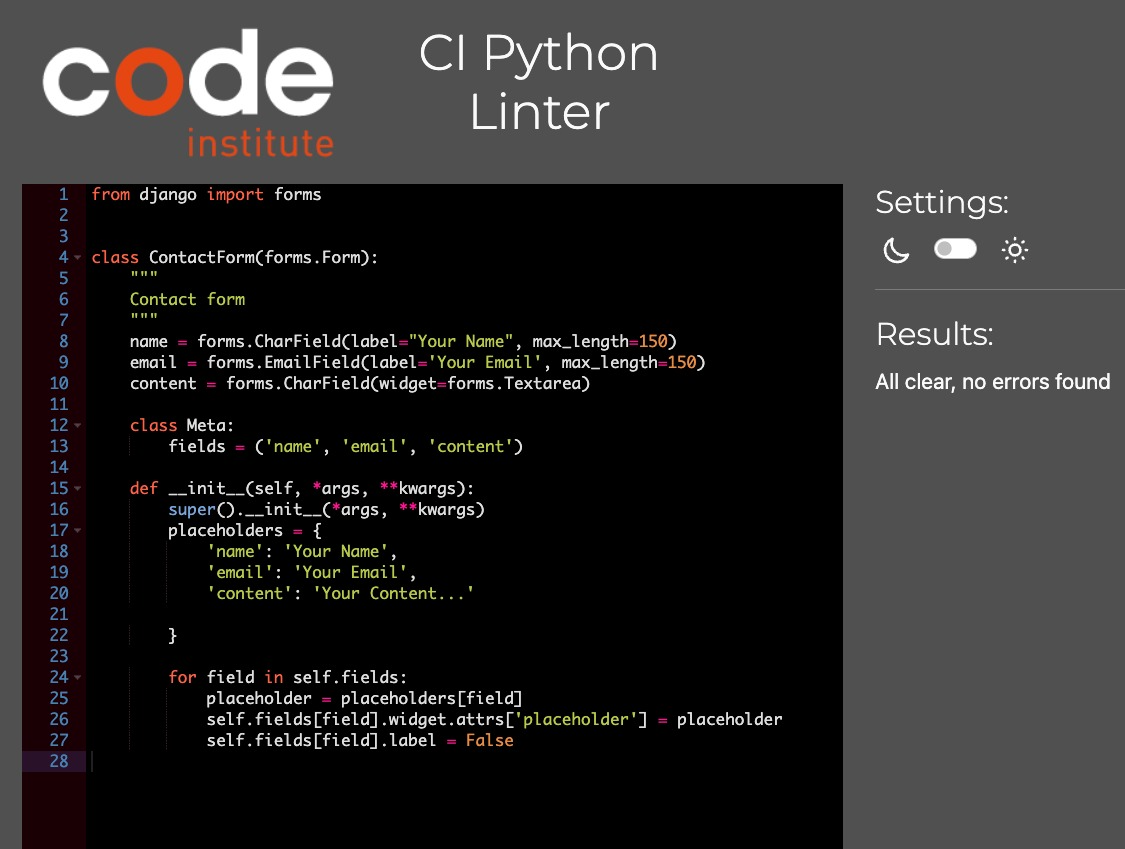 code
institute
CI Python
Linter
1 from django import forms
2
3
4 class ContactForm(forms.Form):
5     """
6     Contact form
7     """
8     name = forms.CharField(label="Your Name", max_length=150)
9     email = forms.EmailField(label='Your Email', max_length=150)
10     content = forms.CharField(widget=forms.Textarea)
11
12     class Meta:
13         fields = ('name', 'email', 'content')
14
15     def __init__(self, *args, **kwargs):
16         super().__init__(*args, **kwargs)
17         placeholders = {
18             'name': 'Your Name',
19             'email': 'Your Email',
20             'content': 'Your Content...'
21
22         }
23
24         for field in self.fields:
25             placeholder = placeholders[field]
26             self.fields[field].widget.attrs['placeholder'] = placeholder
27             self.fields[field].label = False
28
Settings:
Results:
All clear, no errors found